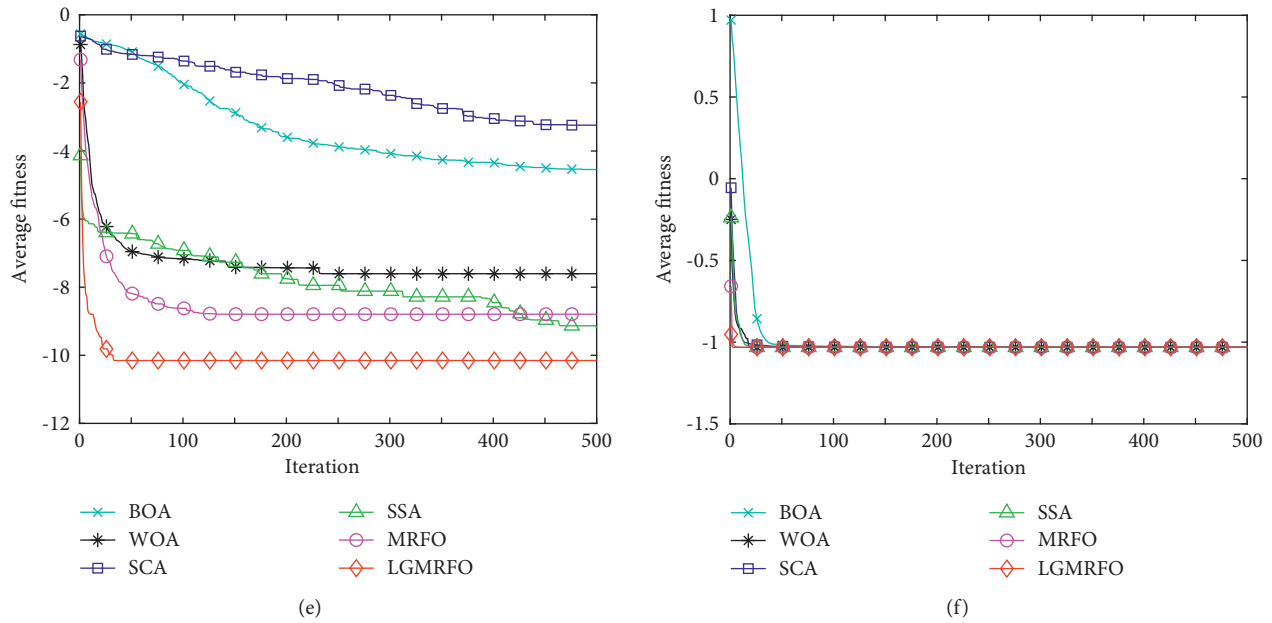 0
-2
-4
-6
-8
-10
-12
Average fitness
0 100 200 300 400 500
Iteration
BOA
WOA
SCA
SSA
MRFO
LGMRFO
(e)
1
0.5
0
-0.5
-1
-1.5
Average fitness
0 100 200 300 400 500
Iteration
BOA
WOA
SCA
SSA
MRFO
LGMRFO
(f)